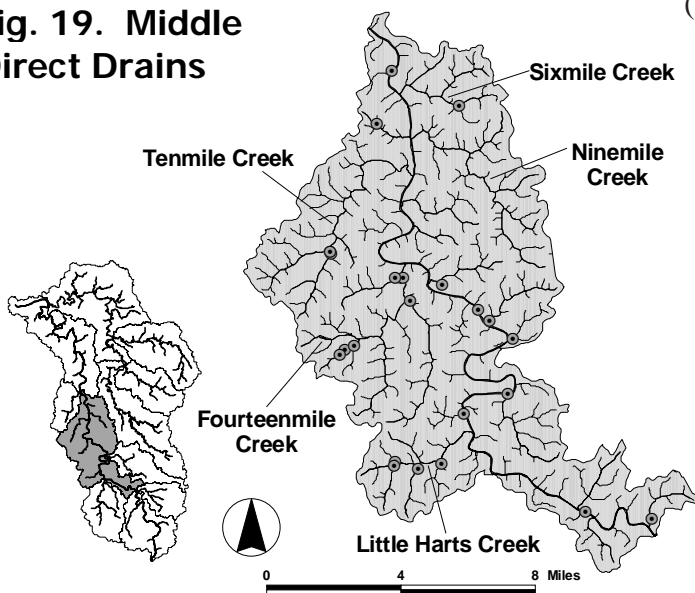 ig. 19. Middle
Direct Drains
(
Sixmile Creek
Tenmile Creek
Ninemile
Creek
Fourteenmile
Creek
Little Harts Creek
0 4 8 Miles